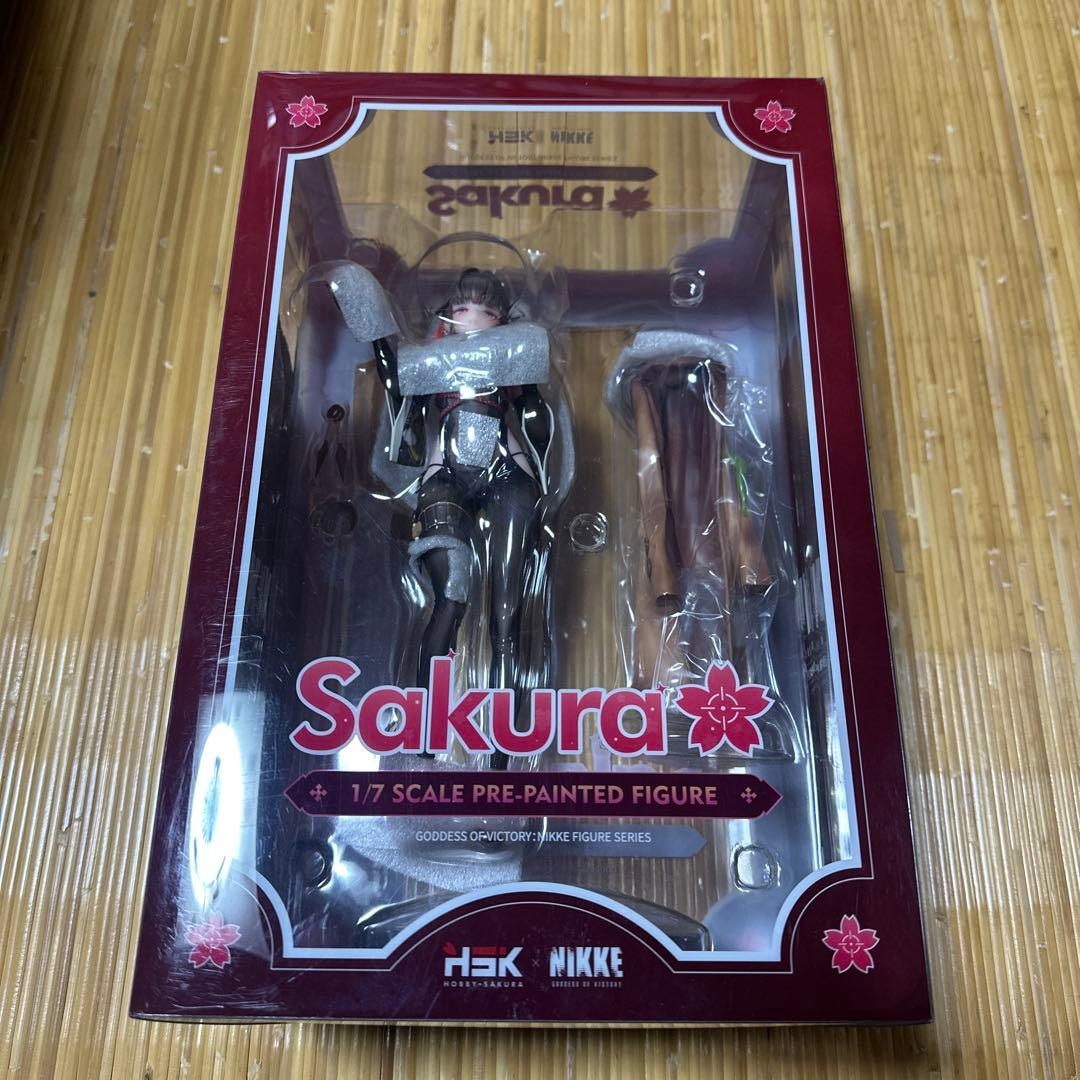 HSK NIKKE
Sakura
Sakura
1/7 SCALE PRE-PAINTED FIGURE
GODDESS OF VICTORY: NIKKE FIGURE SERIES
HSK × NIKKE
HOBBY-SAKURA GODDESS OF VICTORY